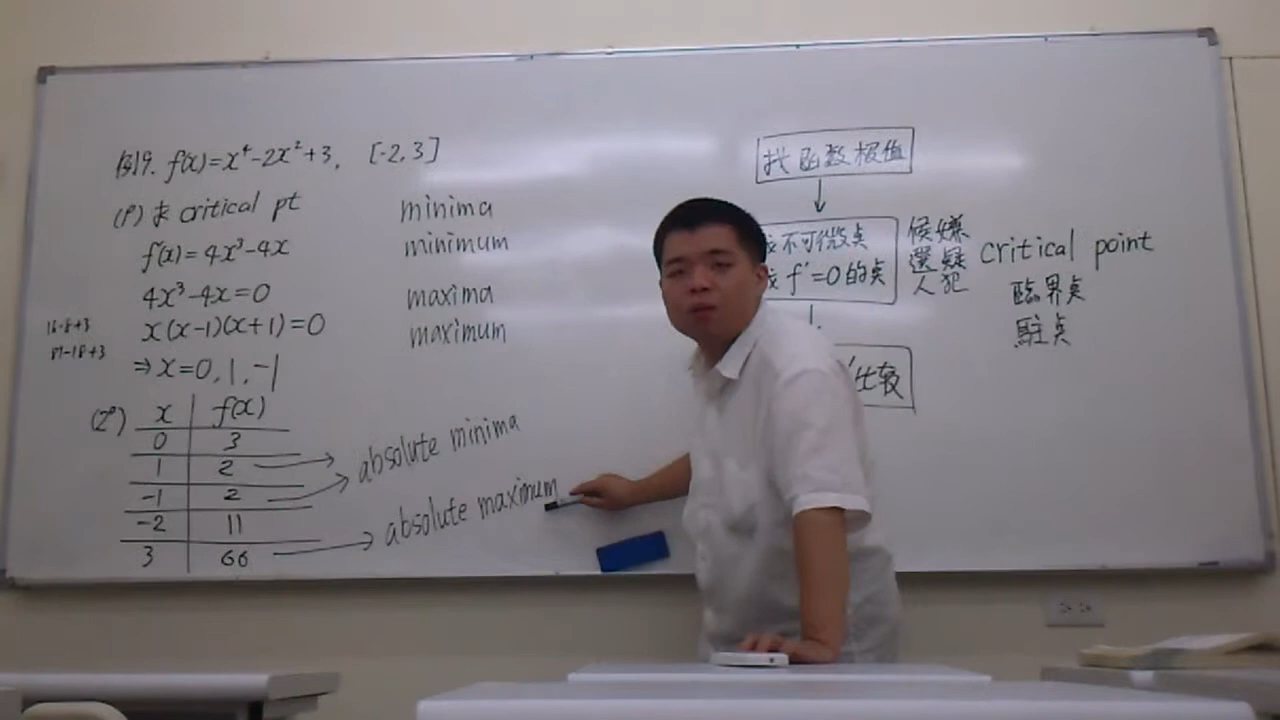 例9. f(x)=x⁴-2x²+3, [-2,3]
(1°) 求 critical pt
f'(x)=4x³-4x
4x³-4x=0
x(x-1)(x+1)=0
⇒x=0,1,-1
16-8+3
81-18+3
(2°) x f(x)
0 3
1 2
-1 2
-2 11
3 66
absolute minima
absolute maximum
minima
minimum
maxima
maximum
找函数极值
不可微点
f'=0的点
比较
候選人
嫌疑犯
critical point
臨界点
駐点